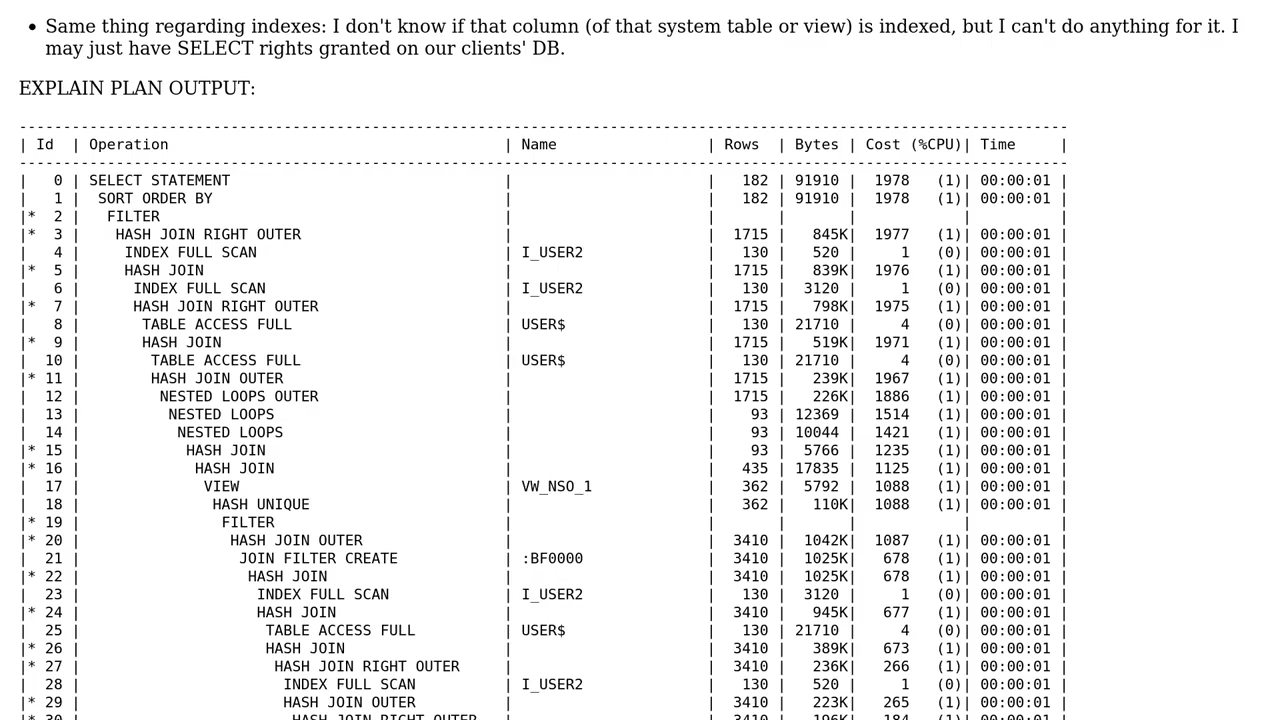 • Same thing regarding indexes: I don't know if that column (of that system table or view) is indexed, but I can't do anything for it. I
may just have SELECT rights granted on our clients' DB.
EXPLAIN PLAN OUTPUT:
-----------------------------------------------------------------------------------------------------------------------
| Id  | Operation                                      | Name                 | Rows  | Bytes | Cost (%CPU)| Time     |
-----------------------------------------------------------------------------------------------------------------------
|   0 | SELECT STATEMENT                               |                      |   182 | 91910 |  1978   (1)| 00:00:01 |
|   1 |  SORT ORDER BY                                 |                      |   182 | 91910 |  1978   (1)| 00:00:01 |
|*  2 |   FILTER                                       |                      |       |       |            |          |
|*  3 |    HASH JOIN RIGHT OUTER                       |                      |  1715 |   845K|  1977   (1)| 00:00:01 |
|   4 |     INDEX FULL SCAN                            | I_USER2              |   130 |   520 |     1   (0)| 00:00:01 |
|*  5 |     HASH JOIN                                  |                      |  1715 |   839K|  1976   (1)| 00:00:01 |
|   6 |      INDEX FULL SCAN                           | I_USER2              |   130 |  3120 |     1   (0)| 00:00:01 |
|*  7 |      HASH JOIN RIGHT OUTER                     |                      |  1715 |   798K|  1975   (1)| 00:00:01 |
|   8 |       TABLE ACCESS FULL                        | USER$                |   130 | 21710 |     4   (0)| 00:00:01 |
|*  9 |       HASH JOIN                                |                      |  1715 |   519K|  1971   (1)| 00:00:01 |
|  10 |        TABLE ACCESS FULL                       | USER$                |   130 | 21710 |     4   (0)| 00:00:01 |
|* 11 |        HASH JOIN OUTER                         |                      |  1715 |   239K|  1967   (1)| 00:00:01 |
|  12 |         NESTED LOOPS OUTER                     |                      |  1715 |   226K|  1886   (1)| 00:00:01 |
|  13 |          NESTED LOOPS                          |                      |    93 | 12369 |  1514   (1)| 00:00:01 |
|  14 |           NESTED LOOPS                         |                      |    93 | 10044 |  1421   (1)| 00:00:01 |
|* 15 |            HASH JOIN                           |                      |    93 |  5766 |  1235   (1)| 00:00:01 |
|* 16 |             HASH JOIN                          |                      |   435 | 17835 |  1125   (1)| 00:00:01 |
|  17 |              VIEW                              | VW_NSO_1             |   362 |  5792 |  1088   (1)| 00:00:01 |
|  18 |               HASH UNIQUE                      |                      |   362 |   110K|  1088   (1)| 00:00:01 |
|* 19 |                FILTER                          |                      |       |       |            |          |
|* 20 |                 HASH JOIN OUTER                |                      |  3410 |  1042K|  1087   (1)| 00:00:01 |
|  21 |                  JOIN FILTER CREATE            | :BF0000              |  3410 |  1025K|   678   (1)| 00:00:01 |
|* 22 |                   HASH JOIN                    |                      |  3410 |  1025K|   678   (1)| 00:00:01 |
|  23 |                    INDEX FULL SCAN             | I_USER2              |   130 |  3120 |     1   (0)| 00:00:01 |
|* 24 |                    HASH JOIN                   |                      |  3410 |   945K|   677   (1)| 00:00:01 |
|  25 |                     TABLE ACCESS FULL          | USER$                |   130 | 21710 |     4   (0)| 00:00:01 |
|* 26 |                     HASH JOIN                  |                      |  3410 |   389K|   673   (1)| 00:00:01 |
|* 27 |                      HASH JOIN RIGHT OUTER     |                      |  3410 |   236K|   266   (1)| 00:00:01 |
|  28 |                       INDEX FULL SCAN          | I_USER2              |   130 |   520 |     1   (0)| 00:00:01 |
|* 29 |                       HASH JOIN OUTER          |                      |  3410 |   223K|   265   (1)| 00:00:01 |
|* 30 |                        HASH JOIN RIGHT OUTER   |                      |  3410 |   196K|   184   (1)| 00:00:01 |